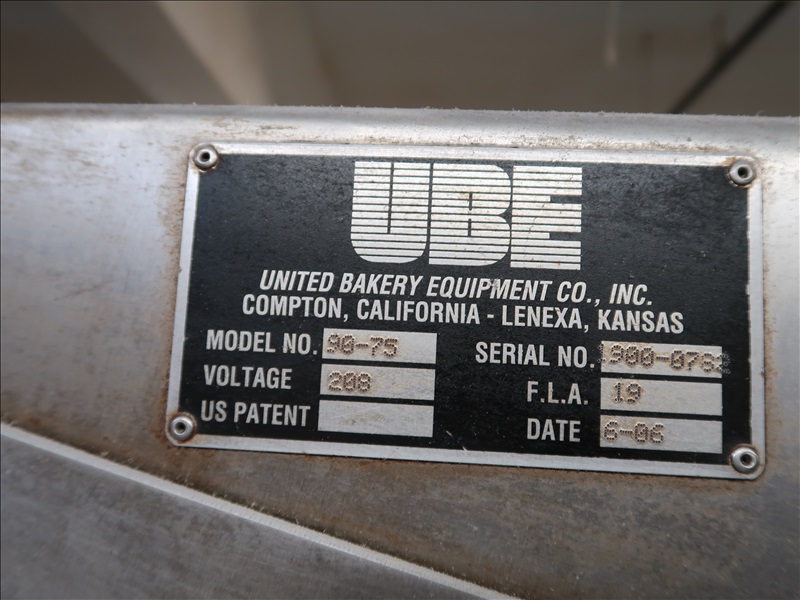 UBE
UNITED BAKERY EQUIPMENT CO., INC.
COMPTON, CALIFORNIA - LENEXA, KANSAS
MODEL NO. 90-75
SERIAL NO.
VOLTAGE 208
F.L.A. 19
US PATENT
DATE 6-06